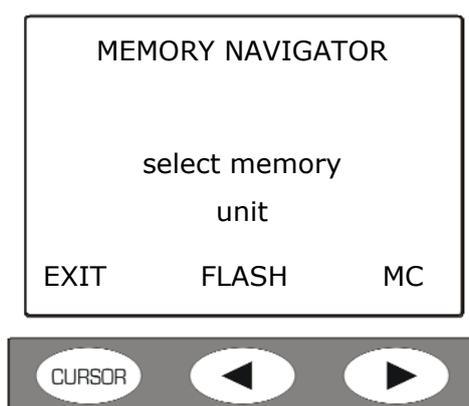 MEMORY NAVIGATOR
select memory
unit
EXIT FLASH MC
CURSOR